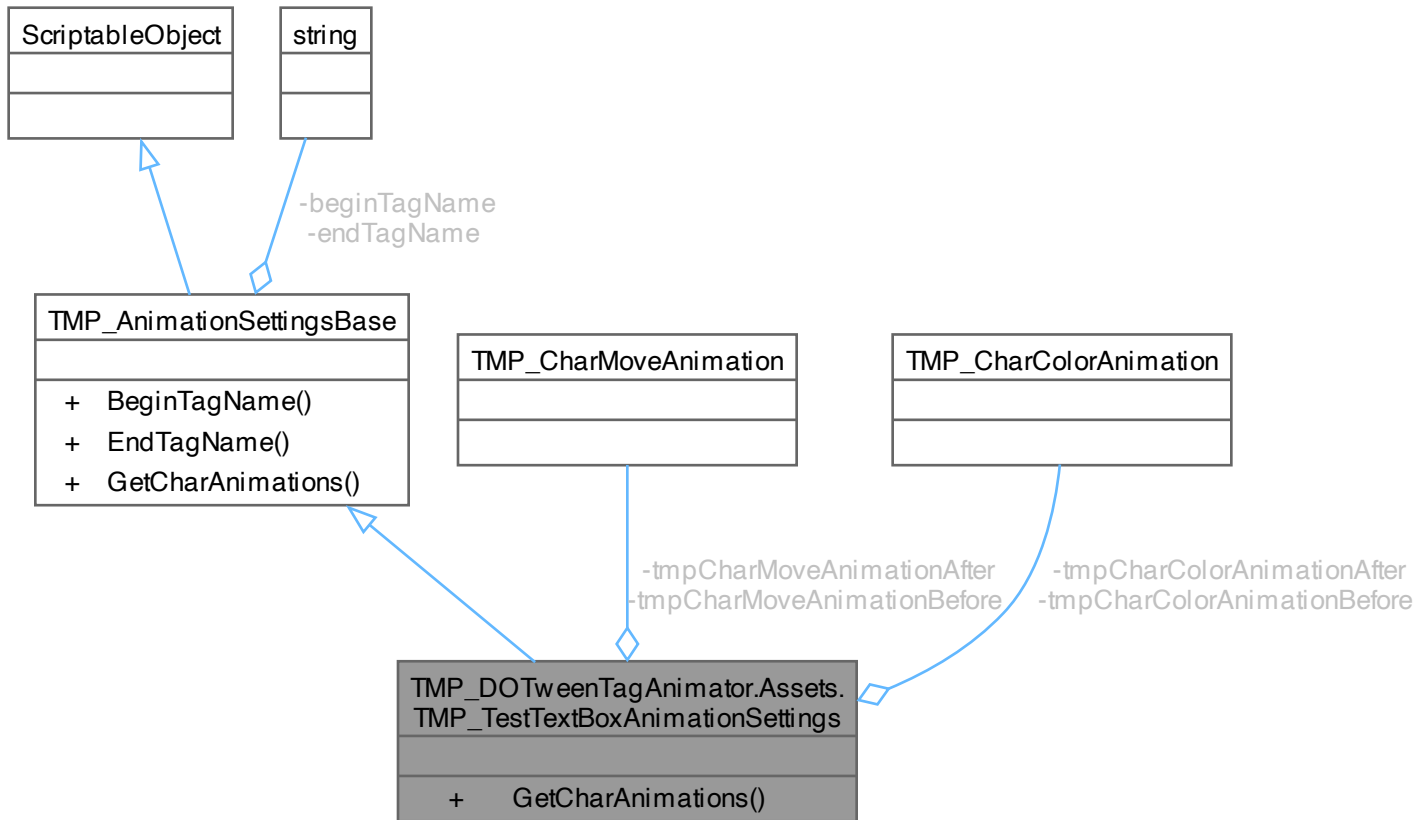 ScriptableObject
string
-beginTagName
-endTagName
TMP_AnimationSettingsBase
+ BeginTagName()
+ EndTagName()
+ GetCharAnimations()
TMP_CharMoveAnimation
TMP_CharColorAnimation
-tmpCharMoveAnimationAfter
-tmpCharMoveAnimationBefore
-tmpCharColorAnimationAfter
-tmpCharColorAnimationBefore
TMP_DOTweenTagAnimator.Assets.
TMP_TestTextBoxAnimationSettings
+ GetCharAnimations()